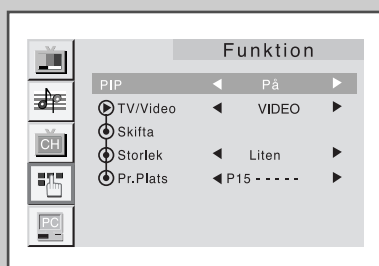 Funktion
PIP På
TV/Video VIDEO
Skifta
CH
Storlek Liten
Pr.Plats P15 - - - - -
PC